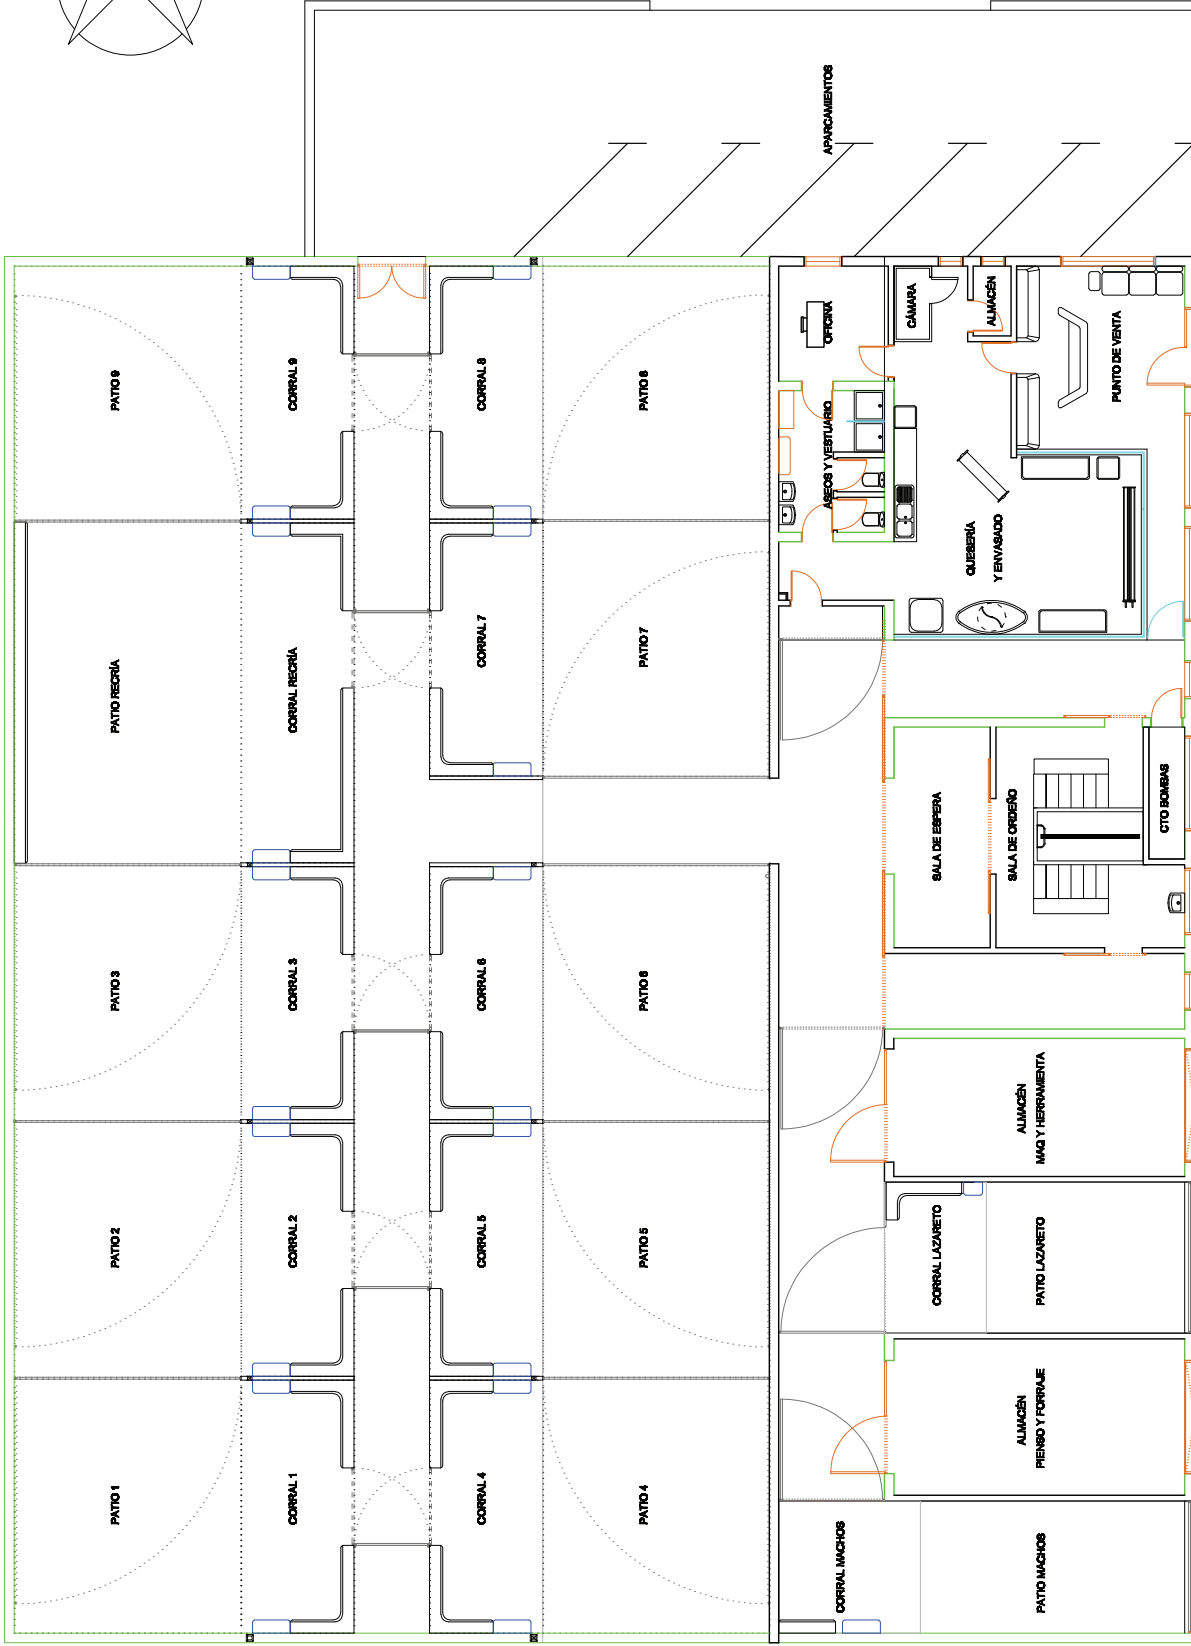 APARCAMIENTOS
PATIO 9
CORRAL 9
CORRAL 8
PATIO 8
OFICINA
CÁMARA
ALMACÉN
PUNTO DE VENTA
ASEOS Y VESTUARIO
QUESERÍA
Y ENVASADO
PATIO RECRÍA
CORRAL RECRÍA
CORRAL 7
PATIO 7
SALA DE ESPERA
SALA DE ORDEÑO
CTO BOMBAS
PATIO 3
CORRAL 3
CORRAL 6
PATIO 6
ALMACÉN
MAQ Y HERRAMIENTA
PATIO 2
CORRAL 2
CORRAL 5
PATIO 5
CORRAL LAZARETO
PATIO LAZARETO
ALMACÉN
PIENSO Y FORRAJE
PATIO 1
CORRAL 1
CORRAL 4
PATIO 4
CORRAL MACHOS
PATIO MACHOS